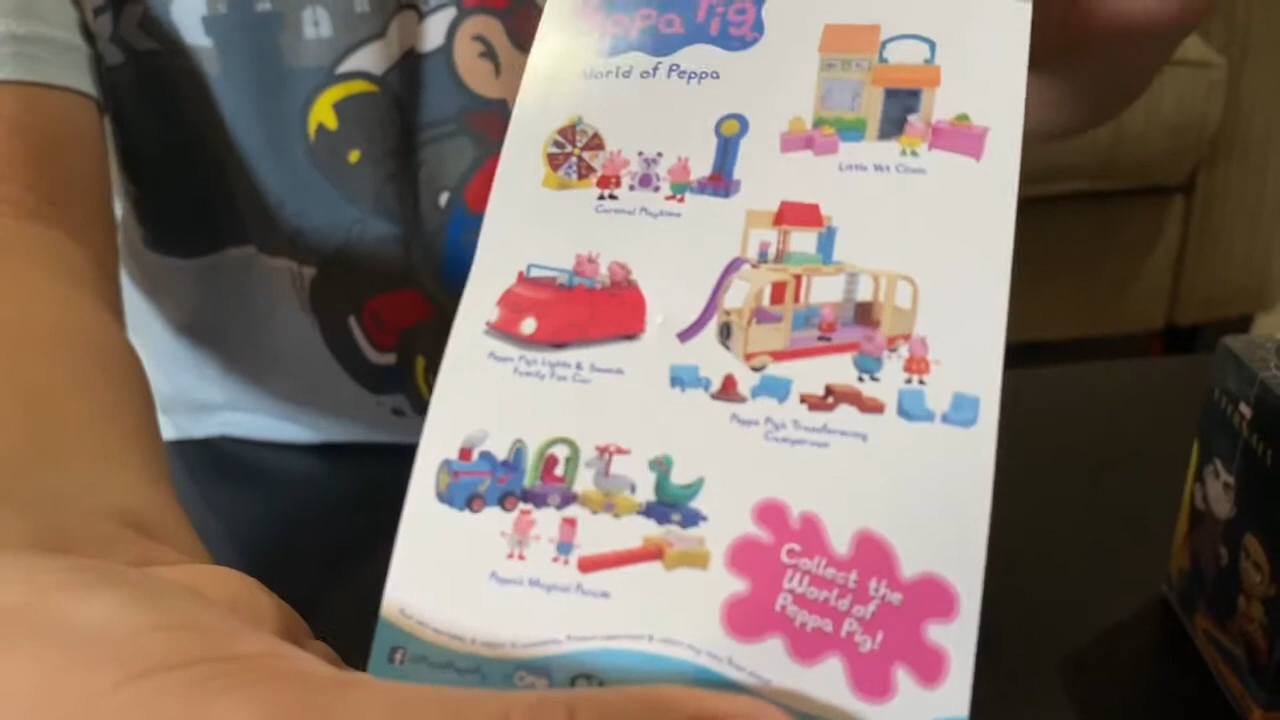 Peppa Pig
World of Peppa
Little Vet Clinic
Carnival Playtime
Peppa Pig's Lights & Sounds
Family Fun Car
Peppa Pig's Transforming
Campervan
Peppa's Magical Parade
Collect the
World of
Peppa Pig!